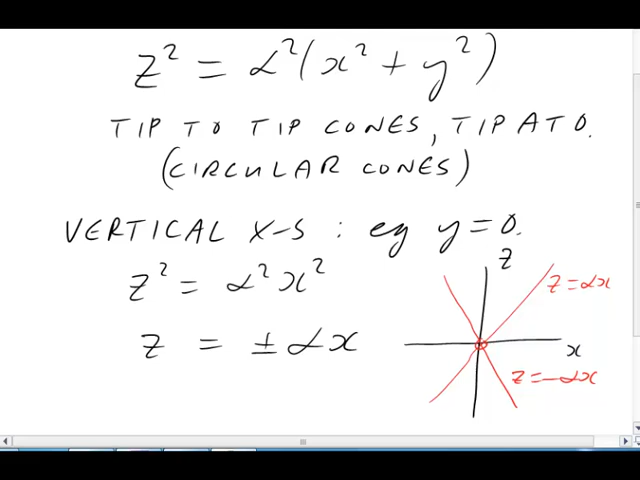 z² = α²(x² + y²)
TIP TO TIP CONES, TIP AT O.
(CIRCULAR CONES)
VERTICAL X-S : eg y = 0.
z² = α²x²
z = ± αx
z
z = αx
x
z = -αx